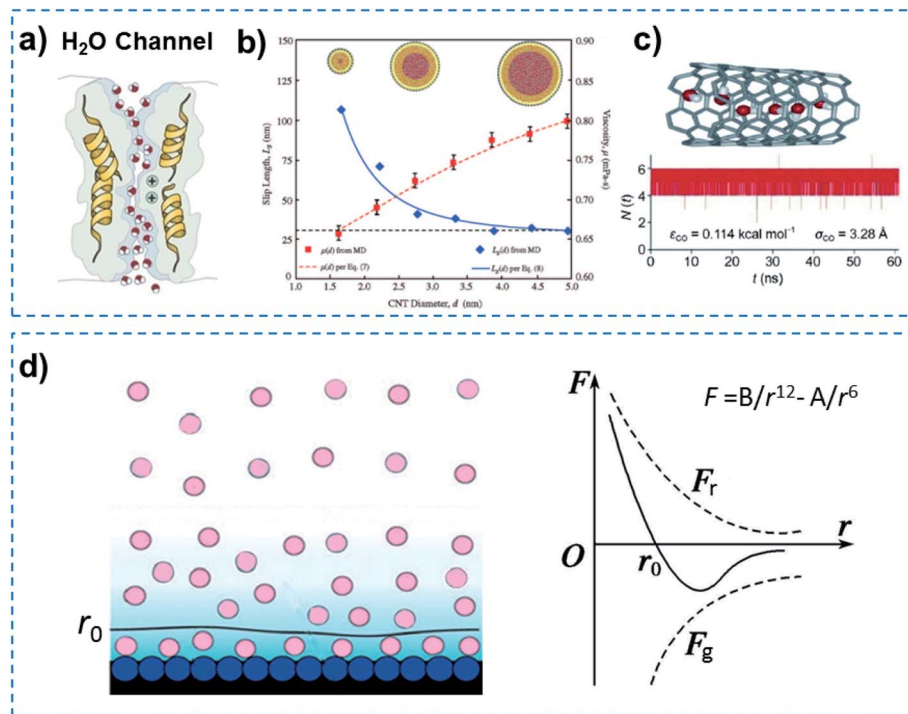 a) H₂O Channel
b)
150
125
100
75
50
25
0
Slip Length, Lₛ (nm)
0.90
0.85
0.80
0.75
0.70
0.65
0.60
Viscosity, μ (mPa-s)
μ(d) from MD
Lₛ(d) from MD
μ(d) per Eq. (7)
Lₛ(d) per Eq. (8)
1.0 1.5 2.0 2.5 3.0 3.5 4.0 4.5 5.0
CNT Diameter, d (nm)
c)
6
4
2
0
N (t)
ε_CO = 0.114 kcal mol⁻¹ σ_CO = 3.28 Å
0 10 20 30 40 50 60
t (ns)
d)
r₀
F
F =B/r¹²- A/r⁶
Fᵣ
r
O
r₀
F_g